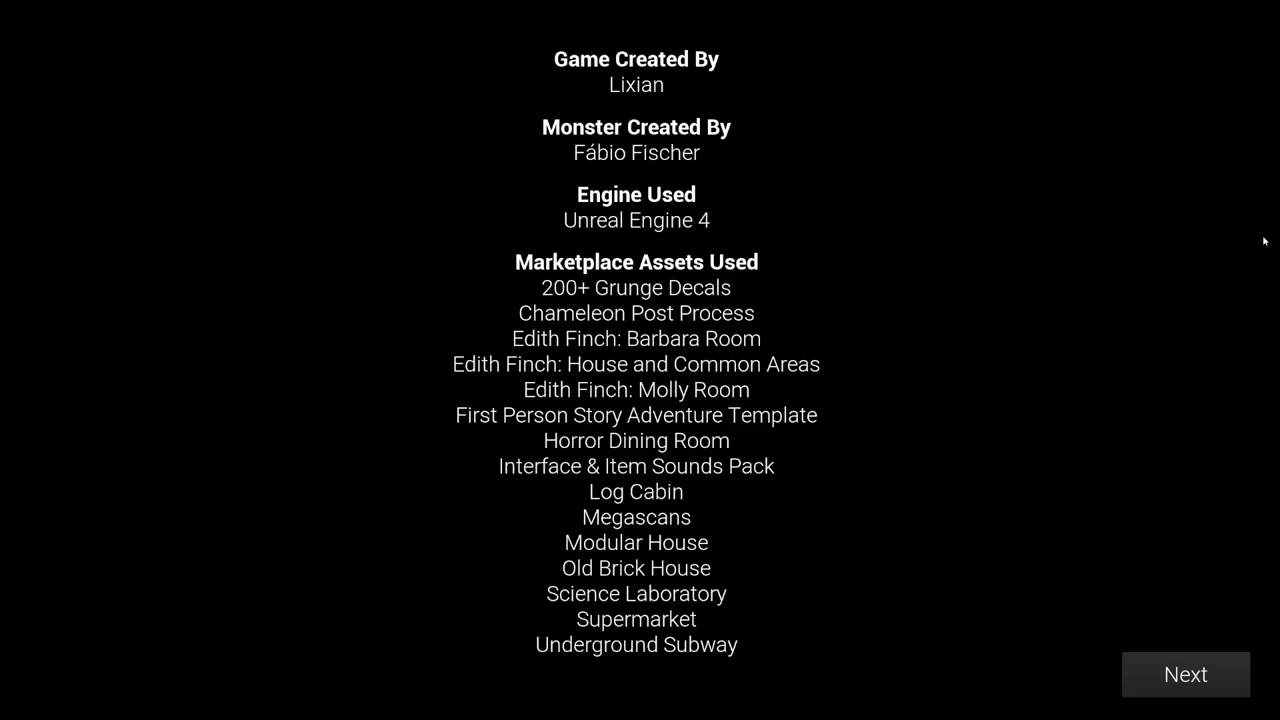 Game Created By
Lixian
Monster Created By
Fábio Fischer
Engine Used
Unreal Engine 4
Marketplace Assets Used
200+ Grunge Decals
Chameleon Post Process
Edith Finch: Barbara Room
Edith Finch: House and Common Areas
Edith Finch: Molly Room
First Person Story Adventure Template
Horror Dining Room
Interface & Item Sounds Pack
Log Cabin
Megascans
Modular House
Old Brick House
Science Laboratory
Supermarket
Underground Subway
Next